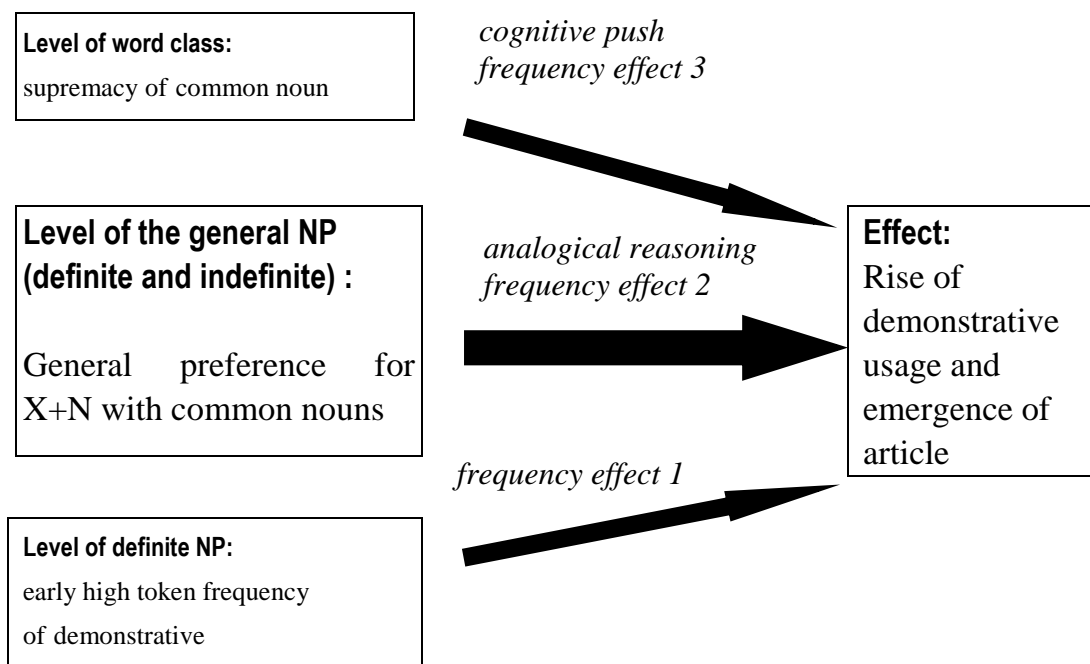 Level of word class:
supremacy of common noun
cognitive push
frequency effect 3
Level of the general NP
(definite and indefinite) :
General preference for
X+N with common nouns
analogical reasoning
frequency effect 2
Effect:
Rise of
demonstrative
usage and
emergence of
article
frequency effect 1
Level of definite NP:
early high token frequency
of demonstrative